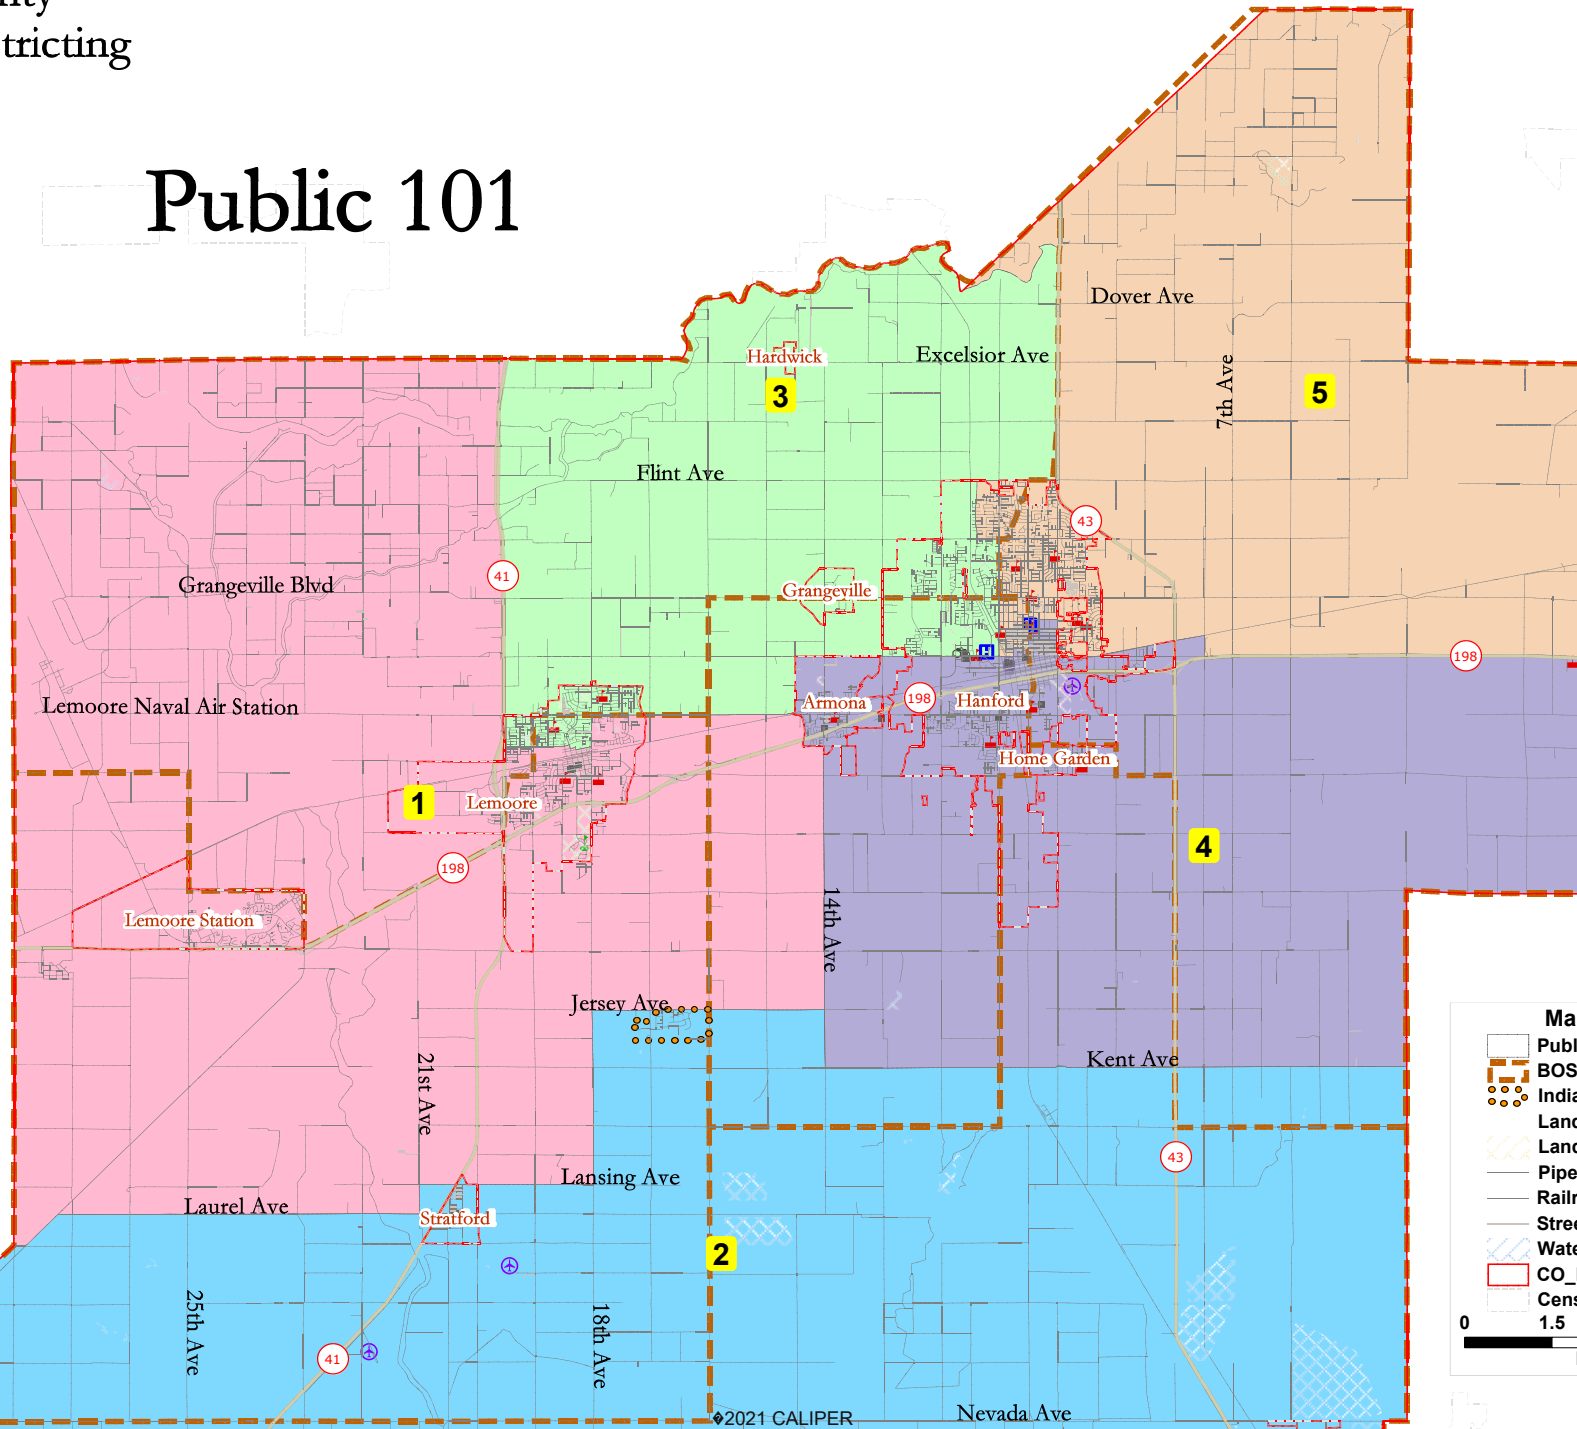 tricting
Public 101
Dover Ave
Hardwick
Excelsior Ave
3
5
7th Ave
Flint Ave
43
41
Grangeville Blvd
Grangeville
198
Lemoore Naval Air Station
Armona
198
Hanford
Home Garden
1
Lemoore
4
198
14th Ave
Lemoore Station
Jersey Ave
21st Ave
Kent Ave
43
Lansing Ave
Laurel Ave
Stratford
2
25th Ave
18th Ave
41
Nevada Ave
�2021 CALIPER
Ma
Publ
BOS
India
Land
Land
Pipe
Railr
Stree
Wate
CO_
Cens
0 1.5